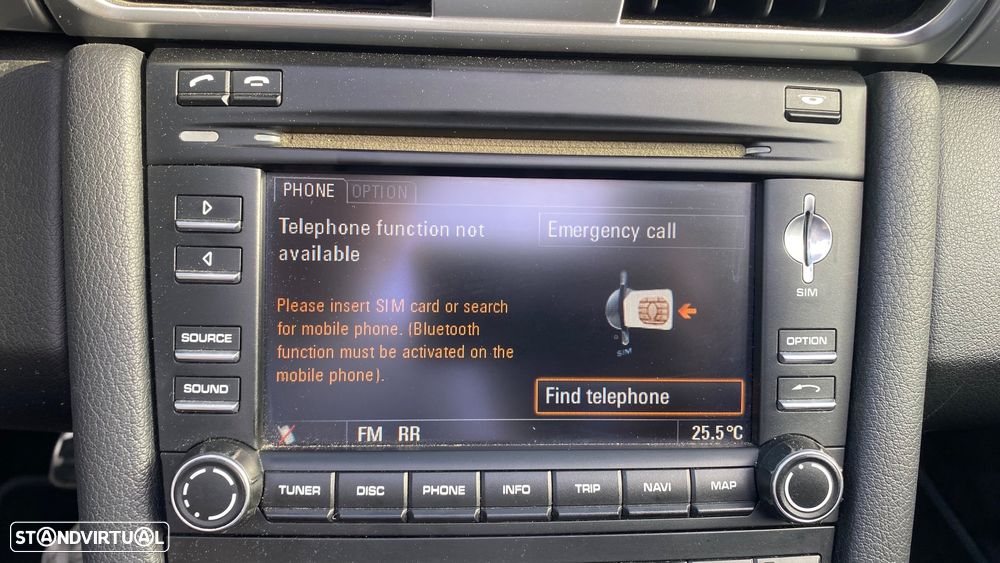 PHONE OPTION
Telephone function not
available
Emergency call
Please insert SIM card or search
for mobile phone. (Bluetooth
function must be activated on the
mobile phone).
SIM
Find telephone
FM RR
25.5°C
SOURCE
SOUND
SIM
OPTION
TUNER DISC PHONE INFO TRIP NAVI MAP
STANDVIRTUAL